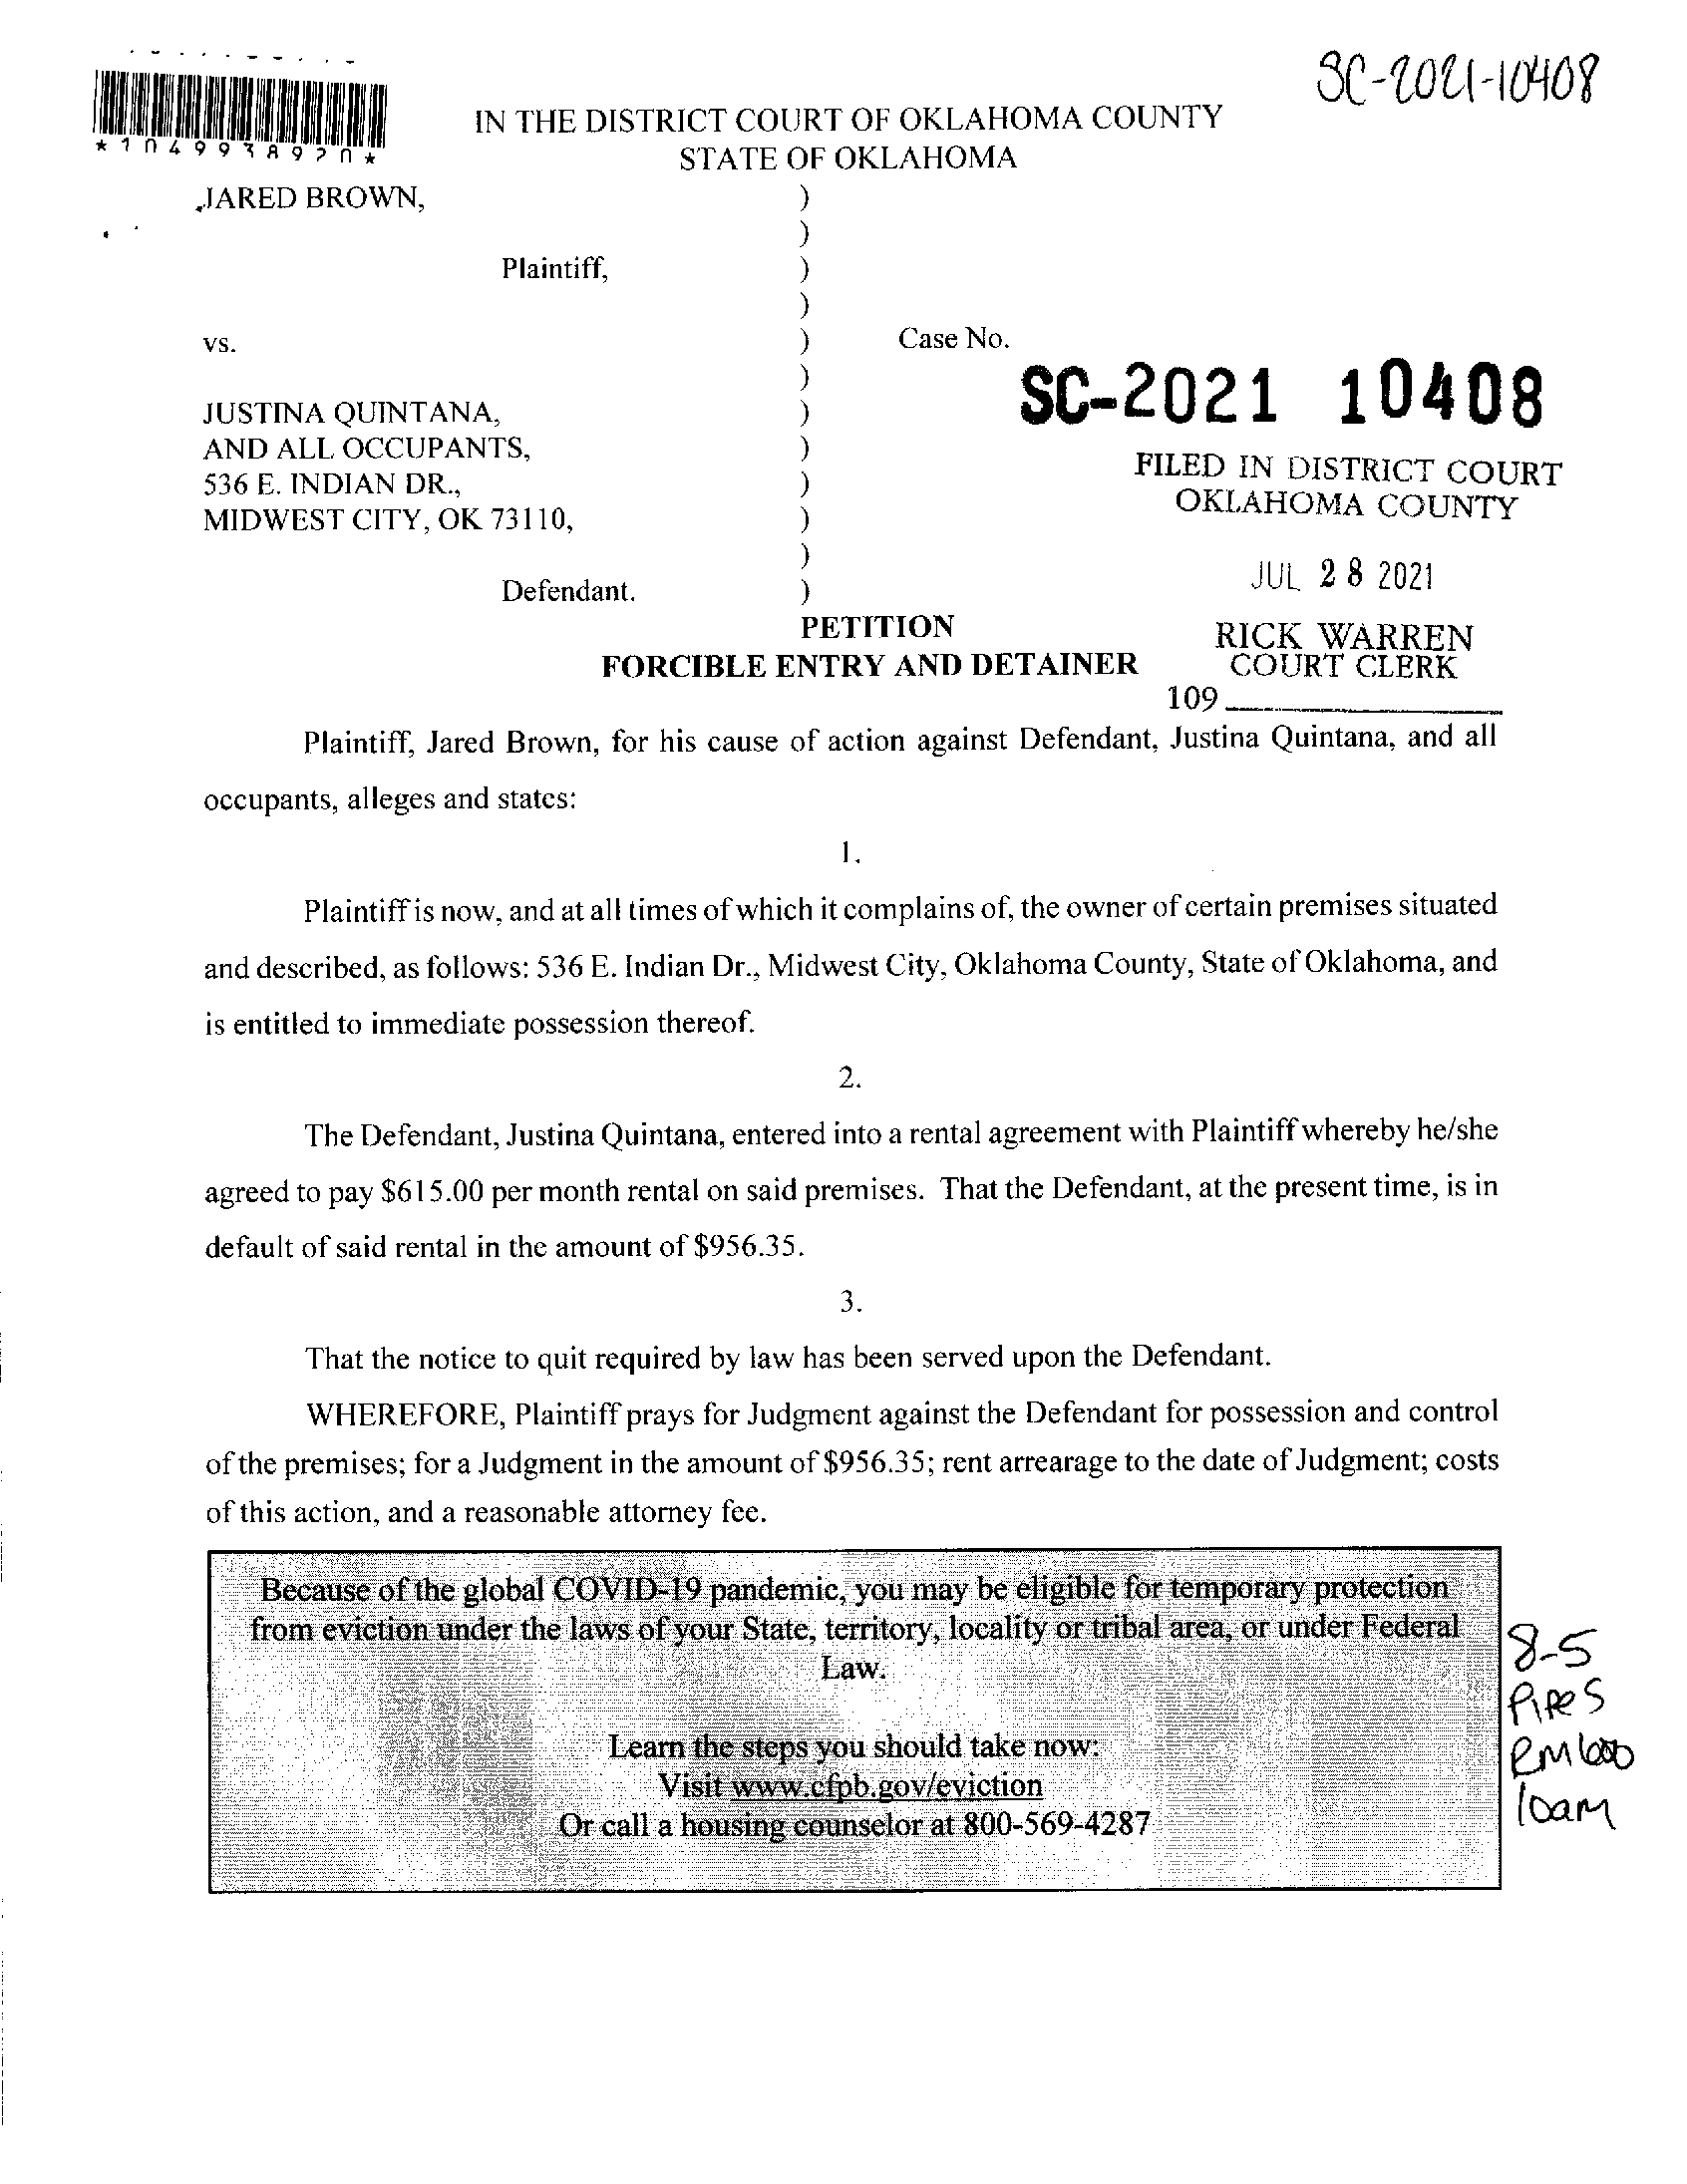 SC-2021-10408
*1049938920*
IN THE DISTRICT COURT OF OKLAHOMA COUNTY
STATE OF OKLAHOMA
JARED BROWN, )
)
Plaintiff, )
)
vs. ) Case No.
)
SC-2021 10408
JUSTINA QUINTANA, )
AND ALL OCCUPANTS, )
FILED IN DISTRICT COURT
536 E. INDIAN DR., )
OKLAHOMA COUNTY
MIDWEST CITY, OK 73110, )
)
JUL 28 2021
Defendant. )
PETITION
RICK WARREN
FORCIBLE ENTRY AND DETAINER
COURT CLERK
109
Plaintiff, Jared Brown, for his cause of action against Defendant, Justina Quintana, and all
occupants, alleges and states:
1.
Plaintiff is now, and at all times of which it complains of, the owner of certain premises situated
and described, as follows: 536 E. Indian Dr., Midwest City, Oklahoma County, State of Oklahoma, and
is entitled to immediate possession thereof.
2.
The Defendant, Justina Quintana, entered into a rental agreement with Plaintiff whereby he/she
agreed to pay $615.00 per month rental on said premises. That the Defendant, at the present time, is in
default of said rental in the amount of $956.35.
3.
That the notice to quit required by law has been served upon the Defendant.
WHEREFORE, Plaintiff prays for Judgment against the Defendant for possession and control
of the premises; for a Judgment in the amount of $956.35; rent arrearage to the date of Judgment; costs
of this action, and a reasonable attorney fee.
Because of the global COVID-19 pandemic, you may be eligible for temporary protection
from eviction under the laws of your State, territory, locality or tribal area, or under Federal
Law.
Learn the steps you should take now:
Visit www.cfpb.gov/eviction
Or call a housing counselor at 800-569-4287
8-5
Pipes
RM 600
10am